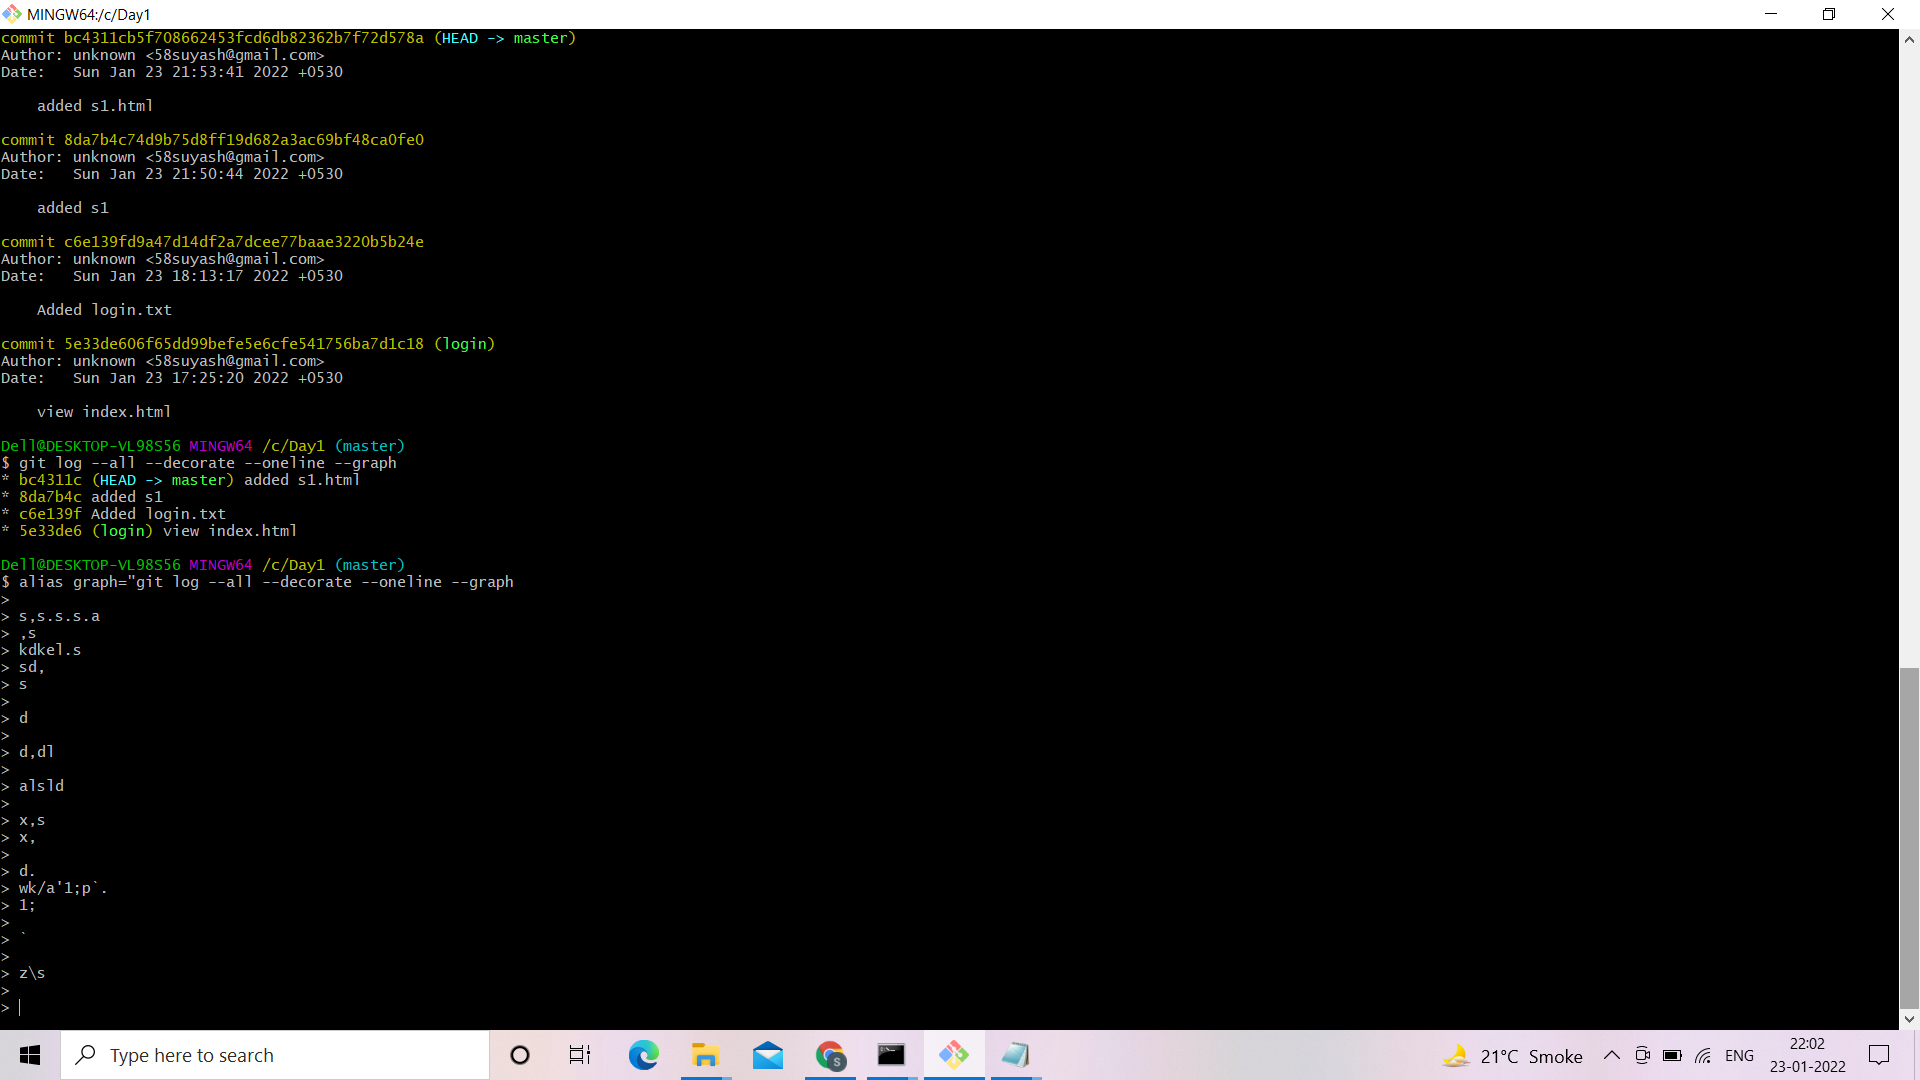 MINGW64:/c/Day1
commit bc4311cb5f708662453fcd6db82362b7f72d578a (HEAD -> master)
Author: unknown <58suyash@gmail.com>
Date:   Sun Jan 23 21:53:41 2022 +0530
added s1.html
commit 8da7b4c74d9b75d8ff19d682a3ac69bf48ca0fe0
Author: unknown <58suyash@gmail.com>
Date:   Sun Jan 23 21:50:44 2022 +0530
added s1
commit c6e139fd9a47d14df2a7dcee77baae3220b5b24e
Author: unknown <58suyash@gmail.com>
Date:   Sun Jan 23 18:13:17 2022 +0530
Added login.txt
commit 5e33de606f65dd99befe5e6cfe541756ba7d1c18 (login)
Author: unknown <58suyash@gmail.com>
Date:   Sun Jan 23 17:25:20 2022 +0530
view index.html
Dell@DESKTOP-VL98S56 MINGW64 /c/Day1 (master)
$ git log --all --decorate --oneline --graph
* bc4311c (HEAD -> master) added s1.html
* 8da7b4c added s1
* c6e139f Added login.txt
* 5e33de6 (login) view index.html
Dell@DESKTOP-VL98S56 MINGW64 /c/Day1 (master)
$ alias graph="git log --all --decorate --oneline --graph
>
> s,s.s.s.a
> ,s
> kdkel.s
> sd,
> s
>
> d
>
> d,dl
>
> alsld
>
> x,s
> x,
>
> d.
> wk/a'1;p`.
> 1;
>
> `
>
> z\s
>
>
Type here to search
S
21°C Smoke
ENG
22:02
23-01-2022